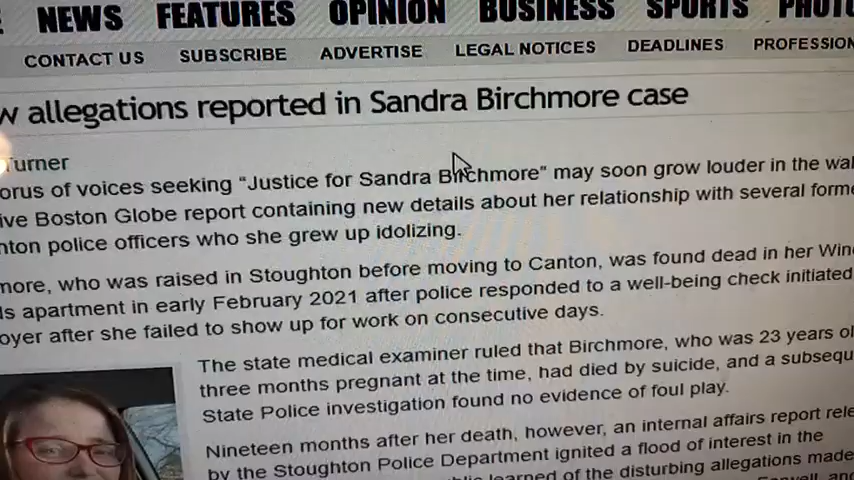 NEWS FEATURES OPINION BUSINESS SPORTS
CONTACT US SUBSCRIBE ADVERTISE LEGAL NOTICES DEADLINES
allegations reported in Sandra Birchmore case
Turner
of voices seeking “Justice for Sandra Birchmore” may soon grow louder in the
Boston Globe report containing new details about her relationship with several
police officers who she grew up idolizing.
who was raised in Stoughton before moving to Canton, was found dead in her
apartment in early February 2021 after police responded to a well-being check initiated
after she failed to show up for work on consecutive days.
The state medical examiner ruled that Birchmore, who was 23 years
three months pregnant at the time, had died by suicide, and a
State Police investigation found no evidence of foul play.
Nineteen months after her death, however, an internal affairs report
by the Stoughton Police Department ignited a flood of interest in the
learned of the disturbing allegations made